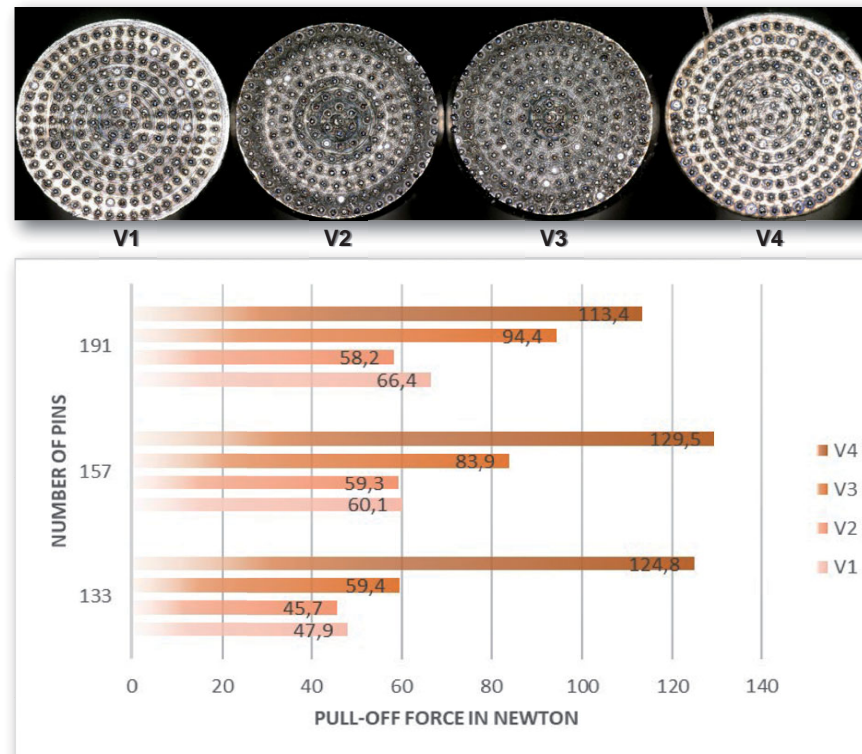 V1 V2 V3 V4
191
113,4
94,4
58,2
66,4
157
129,5
83,9
59,3
60,1
133
124,8
59,4
45,7
47,9
NUMBER OF PINS
0 20 40 60 80 100 120 140
PULL-OFF FORCE IN NEWTON
V4
V3
V2
V1